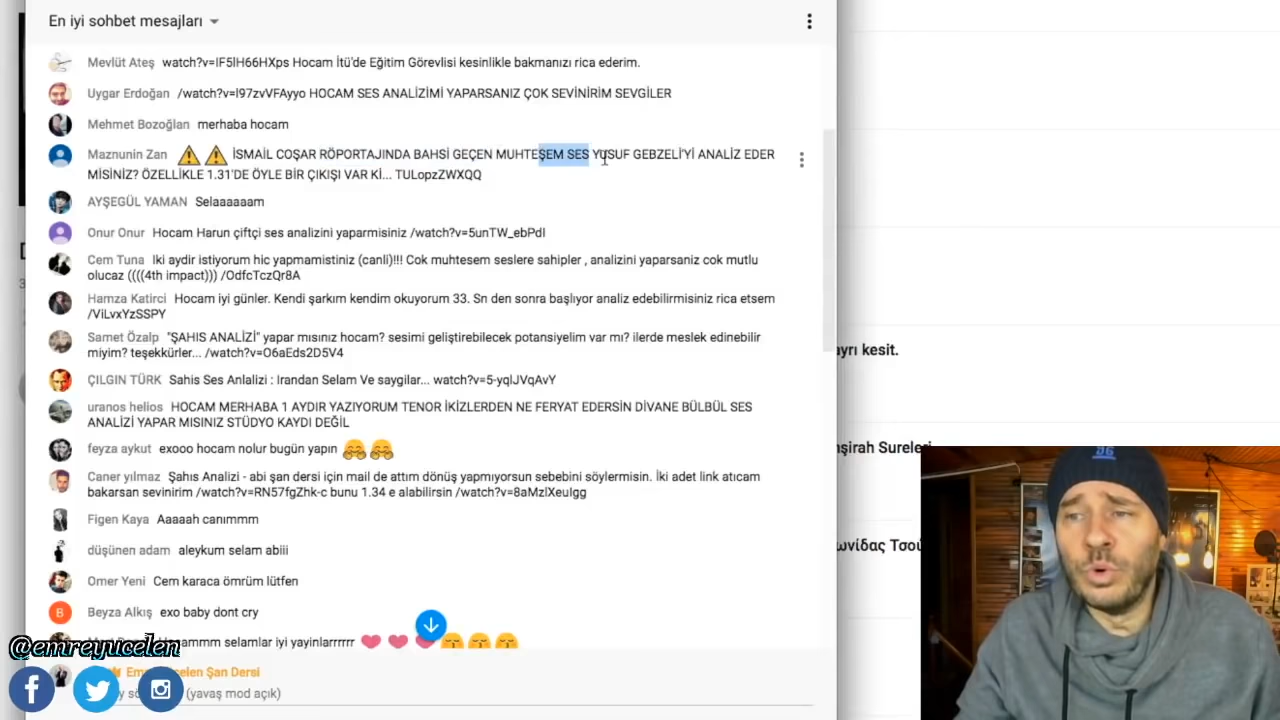 En iyi sohbet mesajları
Mevlüt Ateş watch?v=IF5lH66HXps Hocam İtü'de Eğitim Görevlisi kesinlikle bakmanızı rica ederim.
Uygar Erdoğan /watch?v=I97zvVFAyyo HOCAM SES ANALİZİMİ YAPARSANIZ ÇOK SEVİNİRİM SEVGİLER
Mehmet Bozoğlan merhaba hocam
Maznunin Zan ⚠️ ⚠️ İSMAİL COŞAR RÖPORTAJINDA BAHSİ GEÇEN MUHTEŞEM SES YUSUF GEBZELİ'Yİ ANALİZ EDER
MİSİNİZ? ÖZELLİKLE 1.31'DE ÖYLE BİR ÇIKIŞI VAR Kİ... TULopzZWXQQ
AYŞEGÜL YAMAN Selaaaaaam
Onur Onur Hocam Harun çiftçi ses analizini yaparmisiniz /watch?v=5unTW_ebPdI
Cem Tuna Iki aydir istiyorum hic yapmamistiniz (canli)!!! Cok muhtesem seslere sahipler , analizini yaparsaniz cok mutlu
olucaz ((((4th impact))) /OdfcTczQr8A
Hamza Katirci Hocam iyi günler. Kendi şarkım kendim okuyorum 33. Sn den sonra başlıyor analiz edebilirmisiniz rica etsem
/ViLvxYzSSPY
Samet Özalp "ŞAHIS ANALİZİ" yapar mısınız hocam? sesimi geliştirebilecek potansiyelim var mı? ilerde meslek edinebilir
miyim? teşekkürler... /watch?v=O6aEds2D5V4
ÇILGIN TÜRK Sahis Ses Anlalizi : Irandan Selam Ve saygilar... watch?v=5-yqlJVqAvY
uranos helios HOCAM MERHABA 1 AYDIR YAZIYORUM TENOR İKİZLERDEN NE FERYAT EDERSİN DİVANE BÜLBÜL SES
ANALİZİ YAPAR MISINIZ STÜDYO KAYDI DEĞİL
feyza aykut exooo hocam nolur bugün yapın 🤗 🤗
Caner yılmaz Şahıs Analizi - abi şan dersi için mail de attım dönüş yapmıyorsun sebebini söylermisin. İki adet link atıcam
bakarsan sevinirim /watch?v=RN57fgZhk-c bunu 1.34 e alabilirsin /watch?v=8aMzlXeuIgg
Figen Kaya Aaaaah canımmm
düşünen adam aleykum selam abiii
Omer Yeni Cem karaca ömrüm lütfen
Beyza Alkış exo baby dont cry
selamlar iyi yayinlarrrrr
@emreyucelen
Şan Dersi
(yavaş mod açık)
ayrı kesit.
nşirah Sureleri